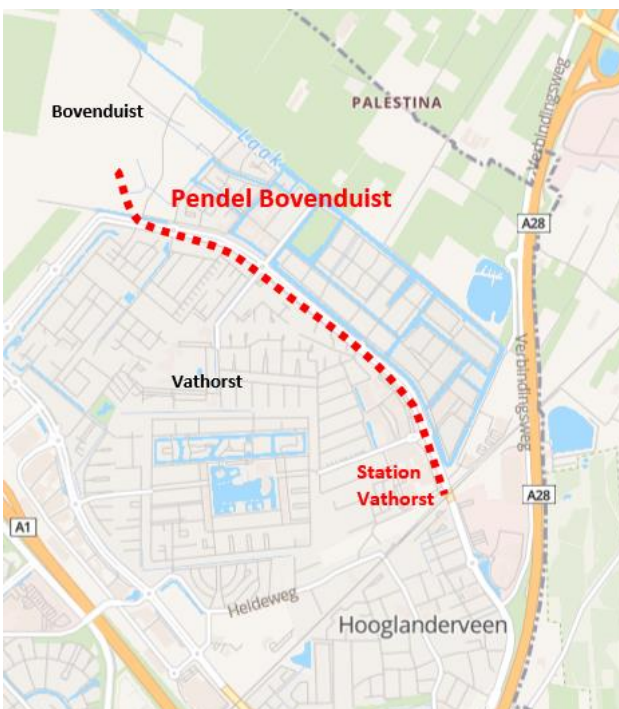 Verbindingsweg
PALESTINA
Bovenduist
Laak
Pendel Bovenduist
A28
Verbindingsweg
Vathorst
Station
Vathorst
A28
A1
Heideweg
Hooglanderveen